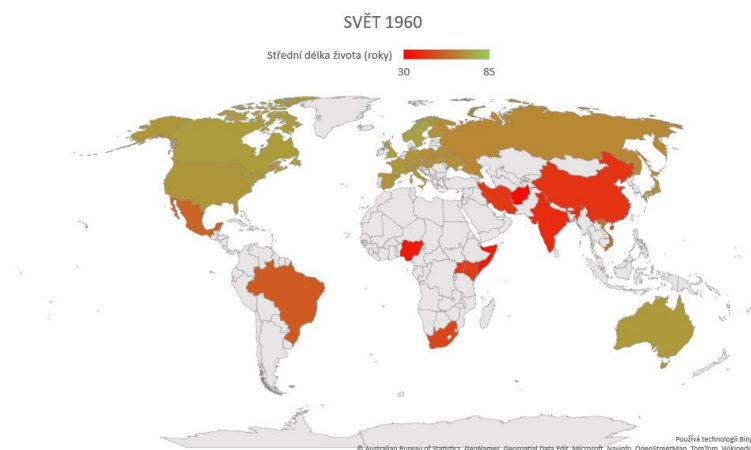 SVĚT 1960
Střední délka života (roky)
30 85
Používá technologii Bing
© Australian Bureau of Statistics, GeoNames, Geospatial Data Edit, Microsoft, Navinfo, OpenStreetMap, TomTom, Wikipedia